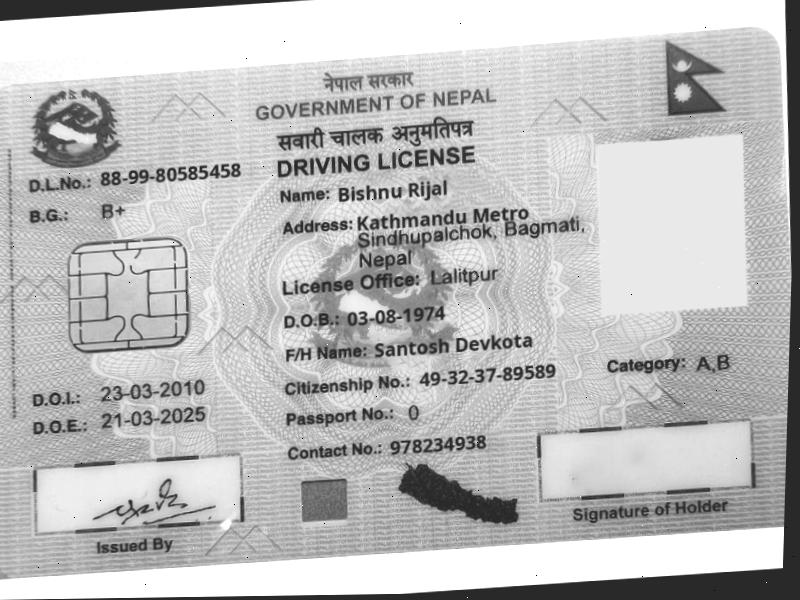 नेपाल सरकार
GOVERNMENT OF NEPAL
सवारी चालक अनुमतिपत्र
DRIVING LICENSE
D.L.No.: 88-99-80585458
B.G.: B+
Name: Bishnu Rijal
Address: Kathmandu Metro
Sindhupalchok, Bagmati,
Nepal
License Office: Lalitpur
D.O.B.: 03-08-1974
F/H Name: Santosh Devkota
Citizenship No.: 49-32-37-89589
Category: A,B
D.O.I.: 23-03-2010
D.O.E.: 21-03-2025
Passport No.: 0
Contact No.: 978234938
Issued By
Signature of Holder